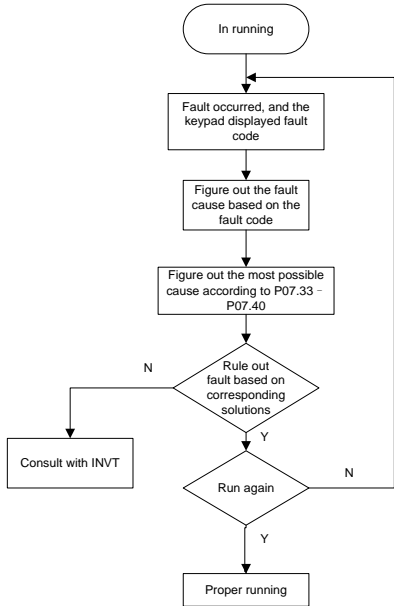 In running
Fault occurred, and the
keypad displayed fault
code
Figure out the fault
cause based on the
fault code
Figure out the most possible
cause according to P07.33–
P07.40
N
Rule out
fault based on
corresponding
solutions
Y
Consult with INVT
Run again
N
Y
Proper running